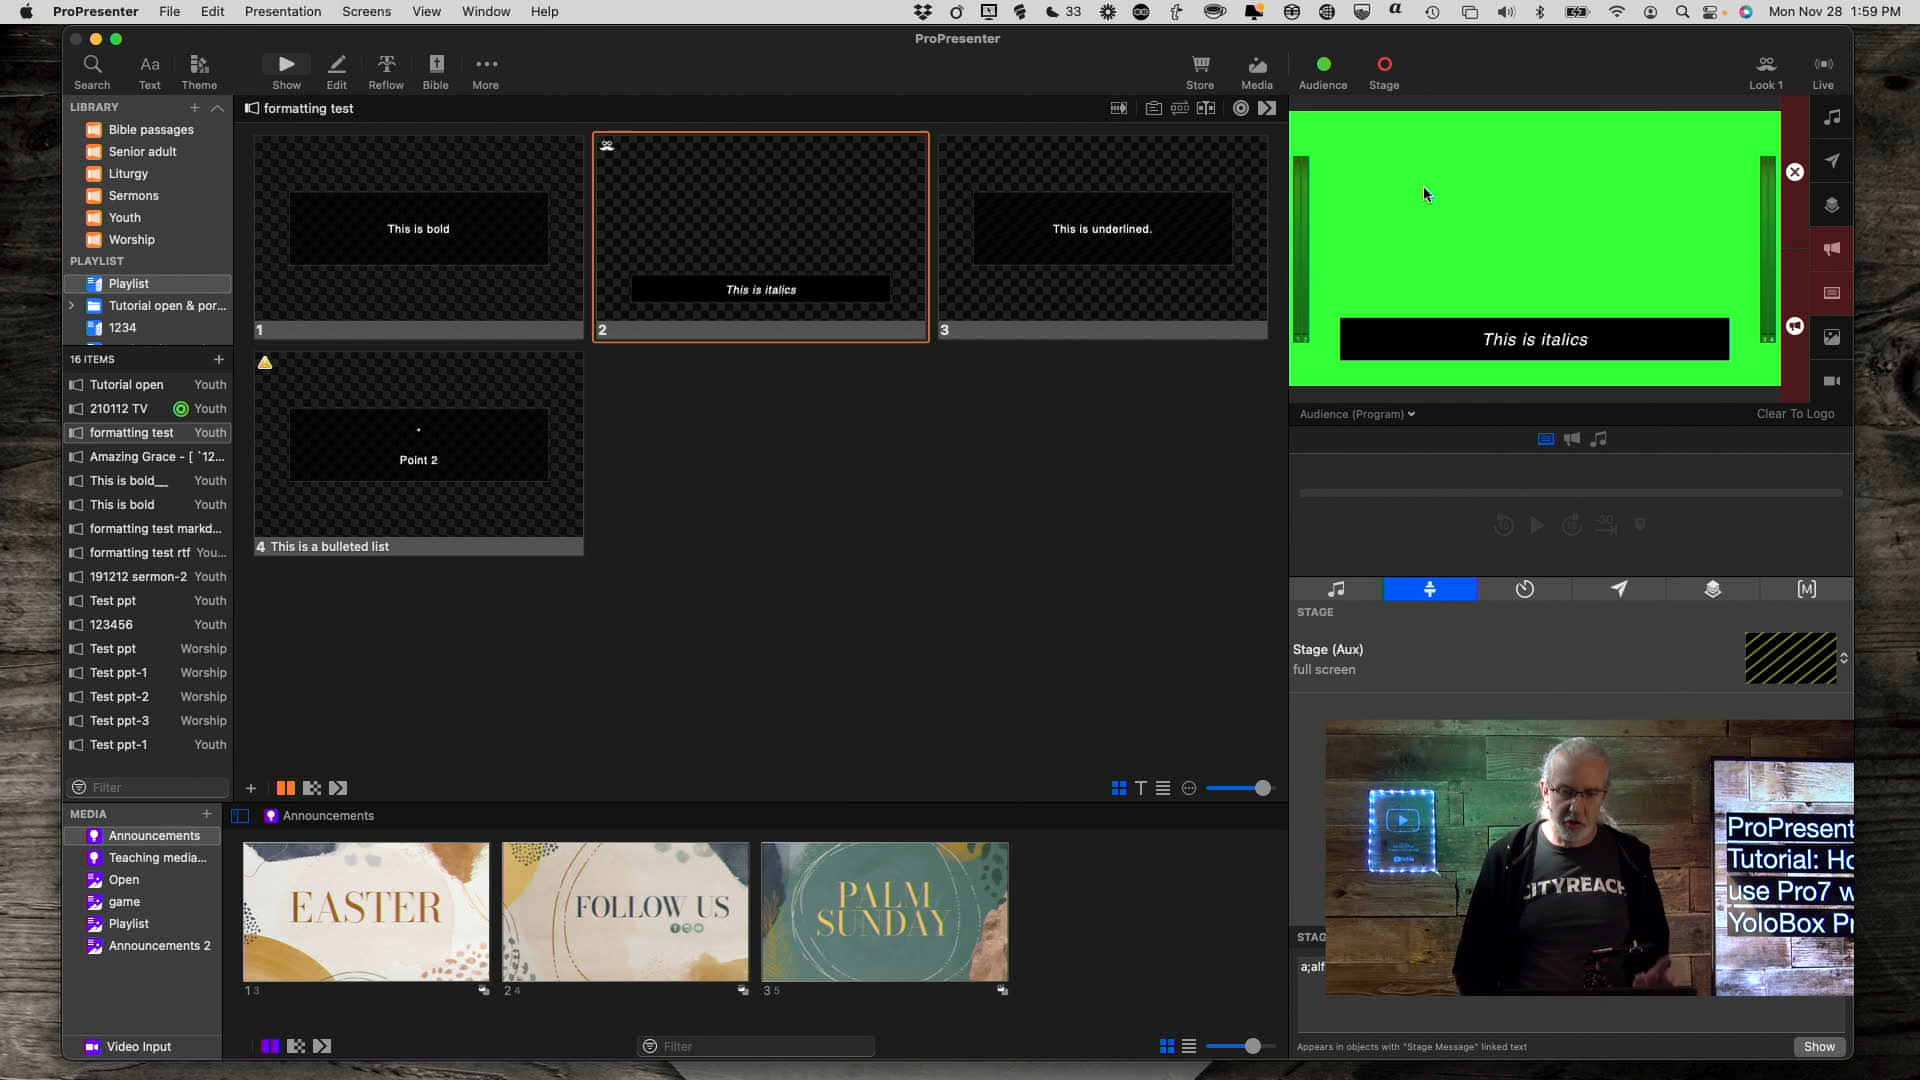 ProPresenter File Edit Presentation Screens View Window Help
33
Mon Nov 28 1:59 PM
ProPresenter
Search Text Theme Show Edit Reflow Bible More Store Media Audience Stage Look 1 Live
LIBRARY
Bible passages
Senior adult
Liturgy
Sermons
Youth
Worship
PLAYLIST
Playlist
Tutorial open & por...
1234
16 ITEMS
Tutorial open Youth
210112 TV Youth
formatting test Youth
Amazing Grace - [ `12...
This is bold__ Youth
This is bold Youth
formatting test markd...
formatting test rtf You...
191212 sermon-2 Youth
Test ppt Youth
123456 Youth
Test ppt Worship
Test ppt-1 Worship
Test ppt-2 Worship
Test ppt-3 Worship
Test ppt-1 Youth
Filter
MEDIA
Announcements
Teaching media...
Open
game
Playlist
Announcements 2
Video Input
formatting test
This is bold
1
This is italics
2
This is underlined.
3
Point 2
4 This is a bulleted list
Announcements
EASTER
1 3
FOLLOW US
2 4
PALM
SUNDAY
3 5
Filter
This is italics
Audience (Program)
Clear To Logo
STAGE
Stage (Aux)
full screen
STAG
a;alf
CITYREACH
ProPresent
Tutorial: Ho
use Pro7 w
YoloBox Pr
Appears in objects with "Stage Message" linked text
Show